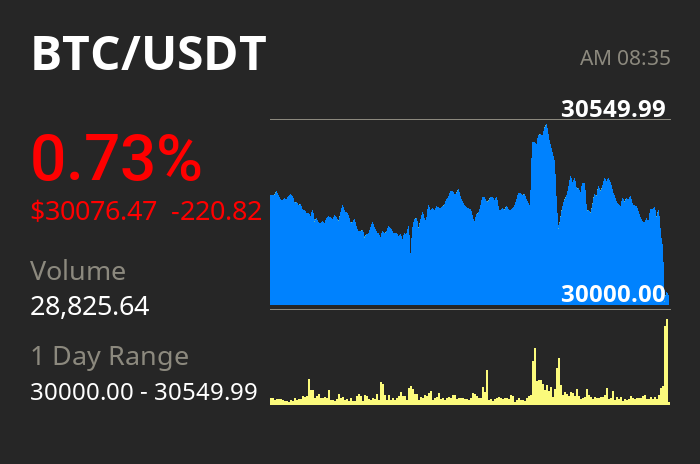 BTC/USDT
AM 08:35
30549.99
0.73%
$30076.47 -220.82
Volume
28,825.64
30000.00
1 Day Range
30000.00 - 30549.99